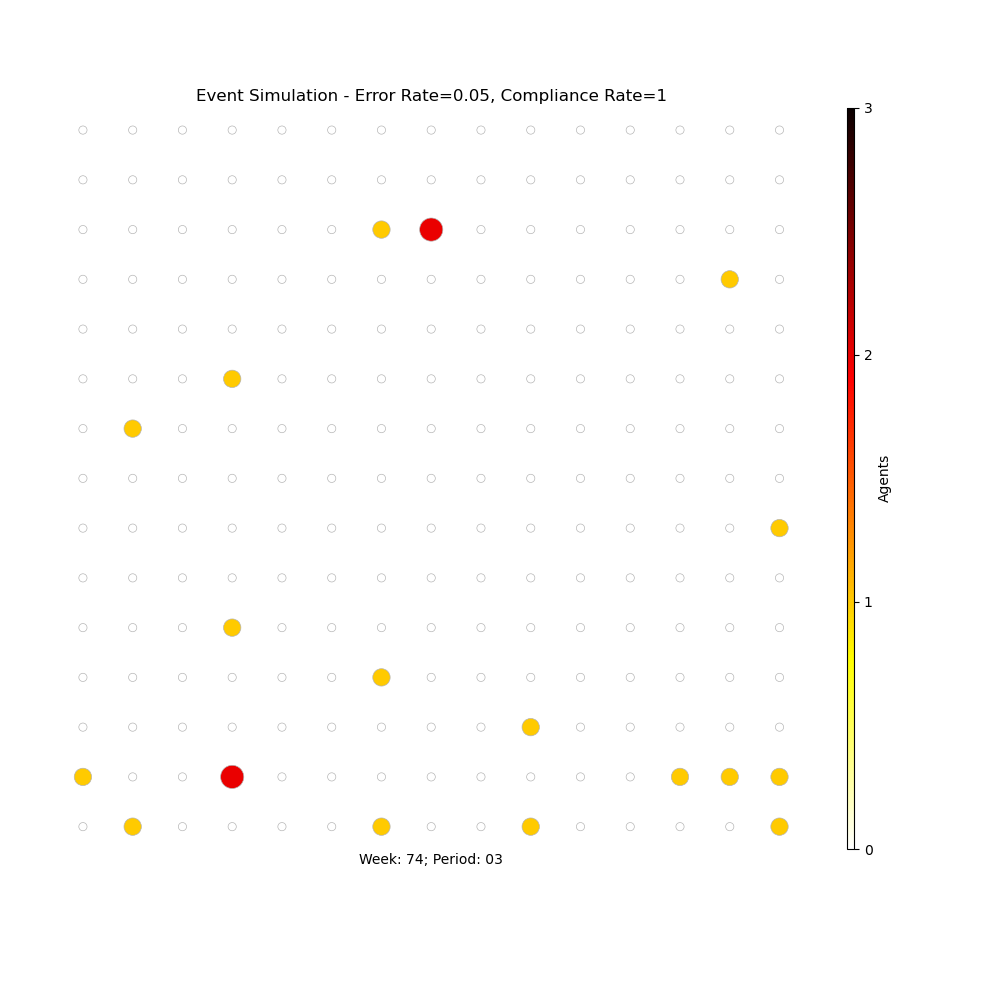 Event Simulation - Error Rate=0.05, Compliance Rate=1
3
2
Agents
1
0
Week: 74; Period: 03